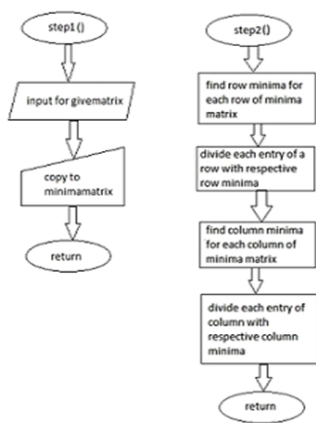 step1()
input for givematrix
copy to
minimamatrix
return
step2()
find row minima for
each row of minima
matrix
divide each entry of a
row with respective
row minima
find column minima
for each column of
minima matrix
divide each entry of
column with
respective column
minima
return